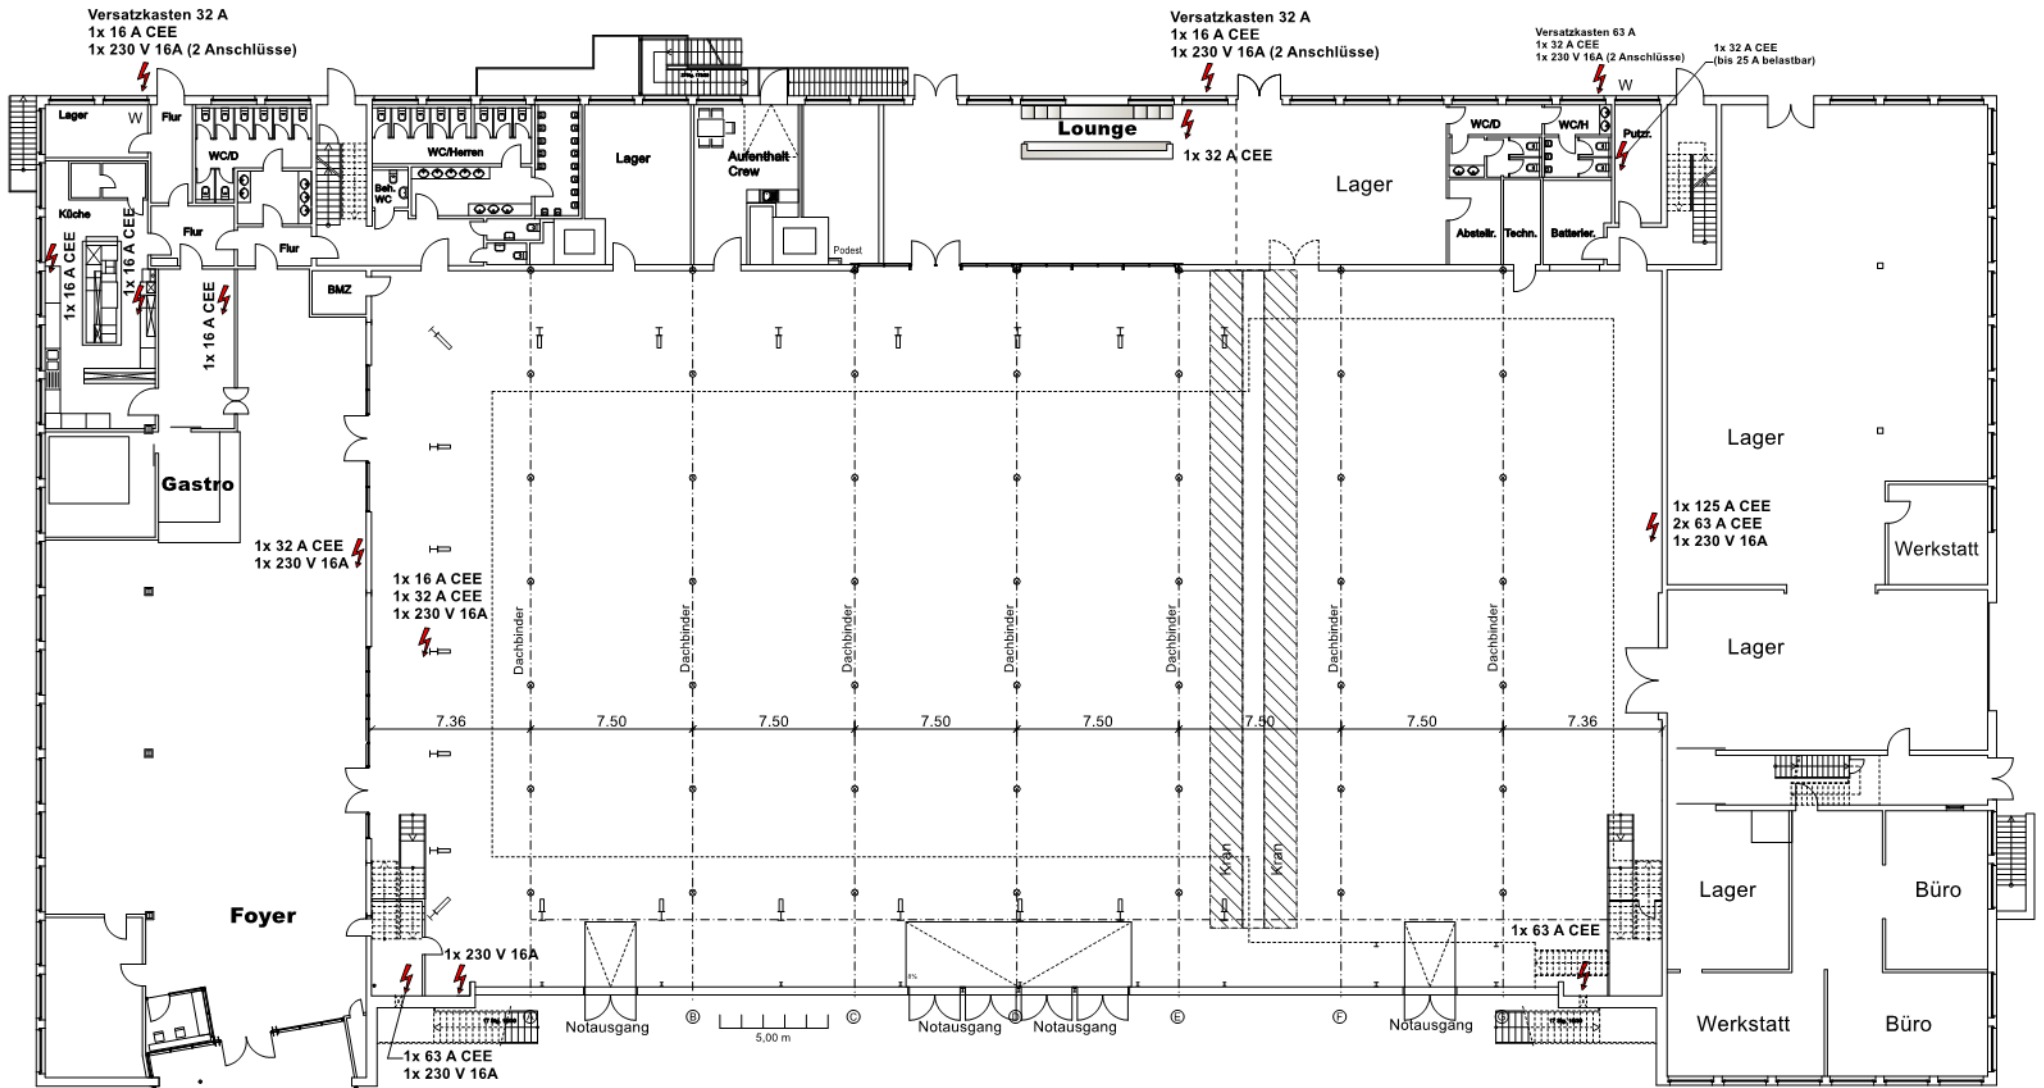 Versatzkasten 32 A
1x 16 A CEE
1x 230 V 16A (2 Anschlüsse)
Versatzkasten 32 A
1x 16 A CEE
1x 230 V 16A (2 Anschlüsse)
Versatzkasten 63 A
1x 32 A CEE
1x 230 V 16A (2 Anschlüsse)
1x 32 A CEE
(bis 25 A belastbar)
W
Lager
W
Flur
WC/D
WC/Herren
Lager
Aufenthalt
Crew
Lounge
1x 32 A CEE
Lager
WC/D
WC/H
Putzr.
Beh.
WC
Küche
1x 16 A CEE
1x 16 A CEE
Flur
Flur
Podest
Abstellr.
Techn.
Batterier.
BMZ
1x 16 A CEE
Lager
Gastro
1x 32 A CEE
1x 230 V 16A
1x 16 A CEE
1x 32 A CEE
1x 230 V 16A
1x 125 A CEE
2x 63 A CEE
1x 230 V 16A
Werkstatt
Dachbinder
Dachbinder
Dachbinder
Dachbinder
Dachbinder
Dachbinder
Dachbinder
Lager
7.36
7.50
7.50
7.50
7.50
7.50
7.50
7.36
Kran
Kran
Foyer
Lager
Büro
1x 230 V 16A
1x 63 A CEE
Notausgang
Notausgang
Notausgang
Notausgang
A
B
C
D
E
F
G
5,00 m
Werkstatt
Büro
1x 63 A CEE
1x 230 V 16A